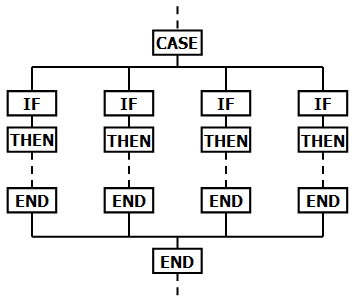 CASE
IF IF IF IF
THEN THEN THEN THEN
END END END END
END